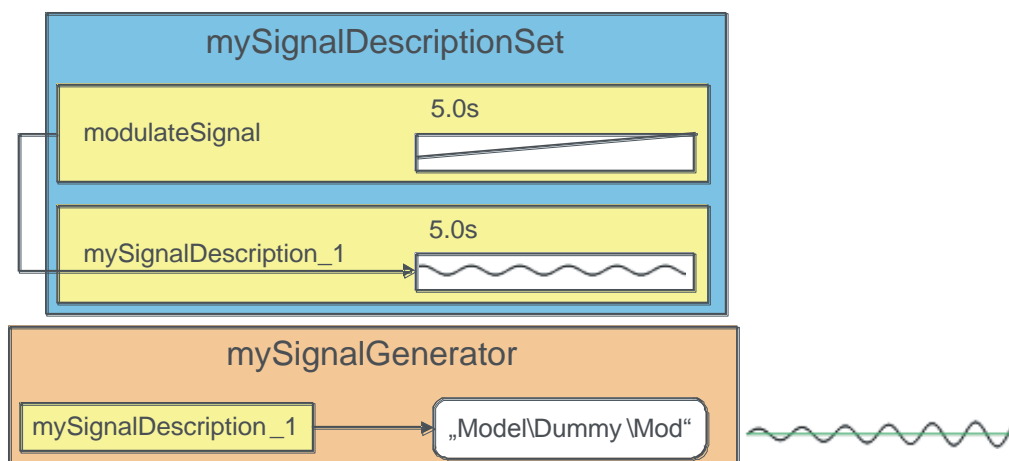 mySignalDescriptionSet
5.0s
modulateSignal
5.0s
mySignalDescription_1
mySignalGenerator
mySignalDescription_1
„Model\Dummy\Mod“